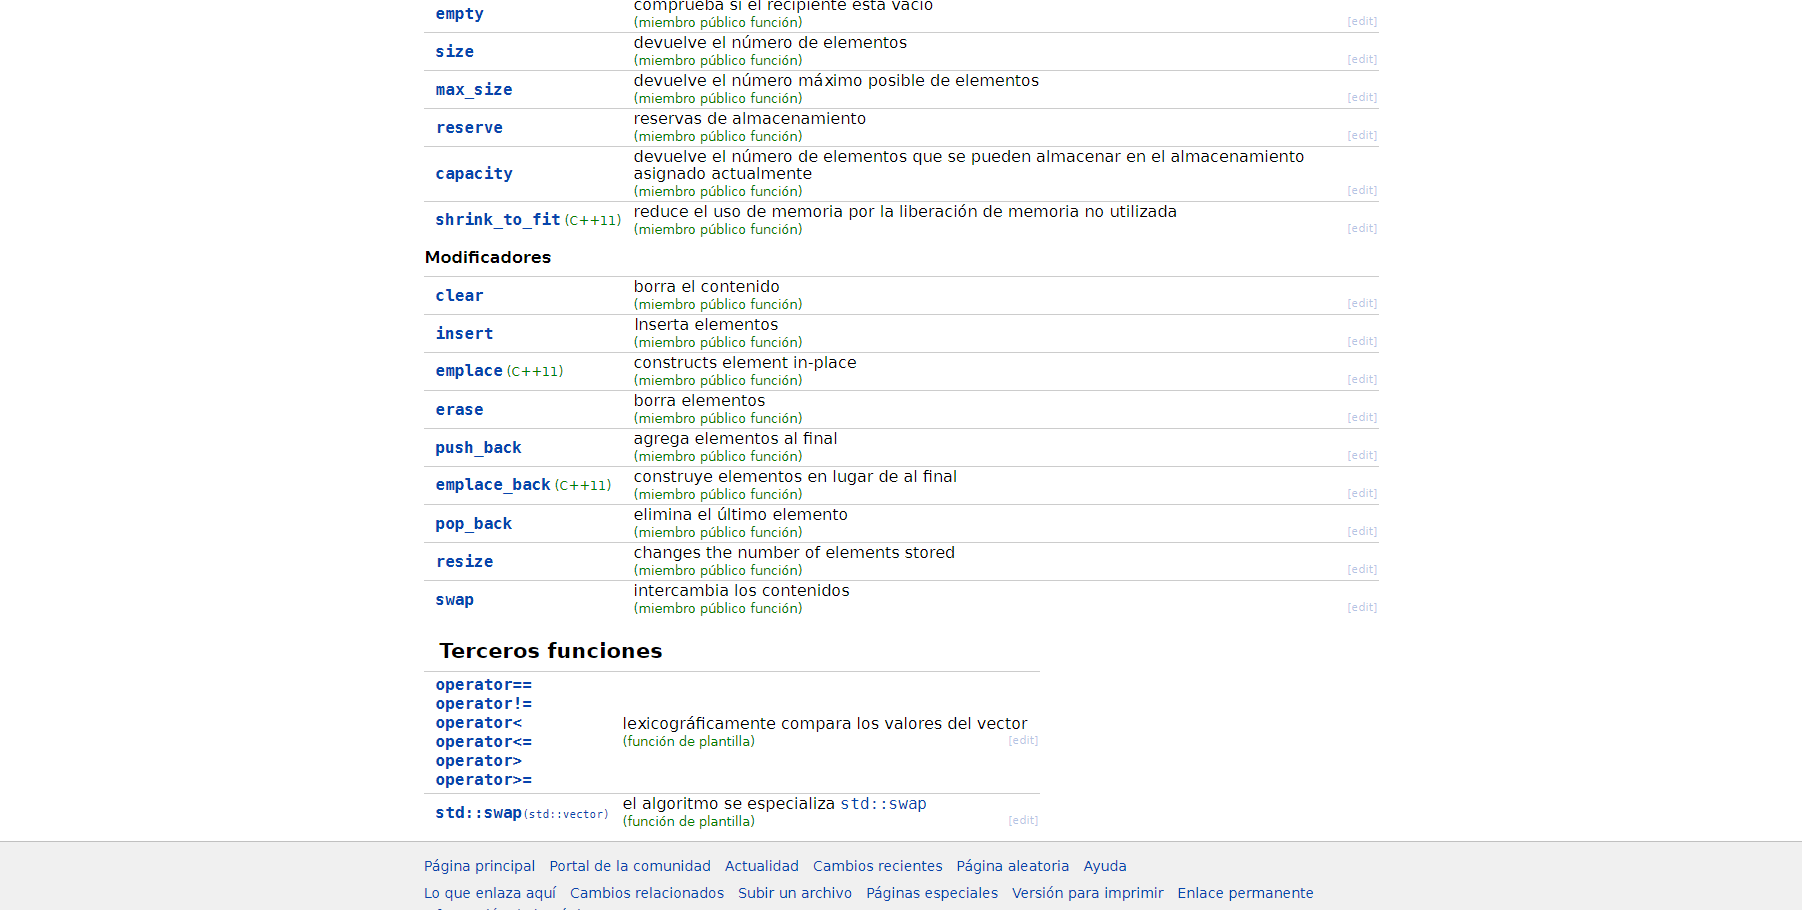 empty comprueba si el recipiente está vacío
(miembro público función) [edit]
size devuelve el número de elementos
(miembro público función) [edit]
max_size devuelve el número máximo posible de elementos
(miembro público función) [edit]
reserve reservas de almacenamiento
(miembro público función) [edit]
capacity devuelve el número de elementos que se pueden almacenar en el almacenamiento
asignado actualmente
(miembro público función) [edit]
shrink_to_fit (C++11) reduce el uso de memoria por la liberación de memoria no utilizada
(miembro público función) [edit]
Modificadores
clear borra el contenido
(miembro público función) [edit]
insert Inserta elementos
(miembro público función) [edit]
emplace (C++11) constructs element in-place
(miembro público función) [edit]
erase borra elementos
(miembro público función) [edit]
push_back agrega elementos al final
(miembro público función) [edit]
emplace_back (C++11) construye elementos en lugar de al final
(miembro público función) [edit]
pop_back elimina el último elemento
(miembro público función) [edit]
resize changes the number of elements stored
(miembro público función) [edit]
swap intercambia los contenidos
(miembro público función) [edit]
Terceros funciones
operator==
operator!=
operator<
operator<=
operator>
operator>=
lexicográficamente compara los valores del vector
(función de plantilla) [edit]
std::swap(std::vector) el algoritmo se especializa std::swap
(función de plantilla) [edit]
Página principal Portal de la comunidad Actualidad Cambios recientes Página aleatoria Ayuda
Lo que enlaza aquí Cambios relacionados Subir un archivo Páginas especiales Versión para imprimir Enlace permanente